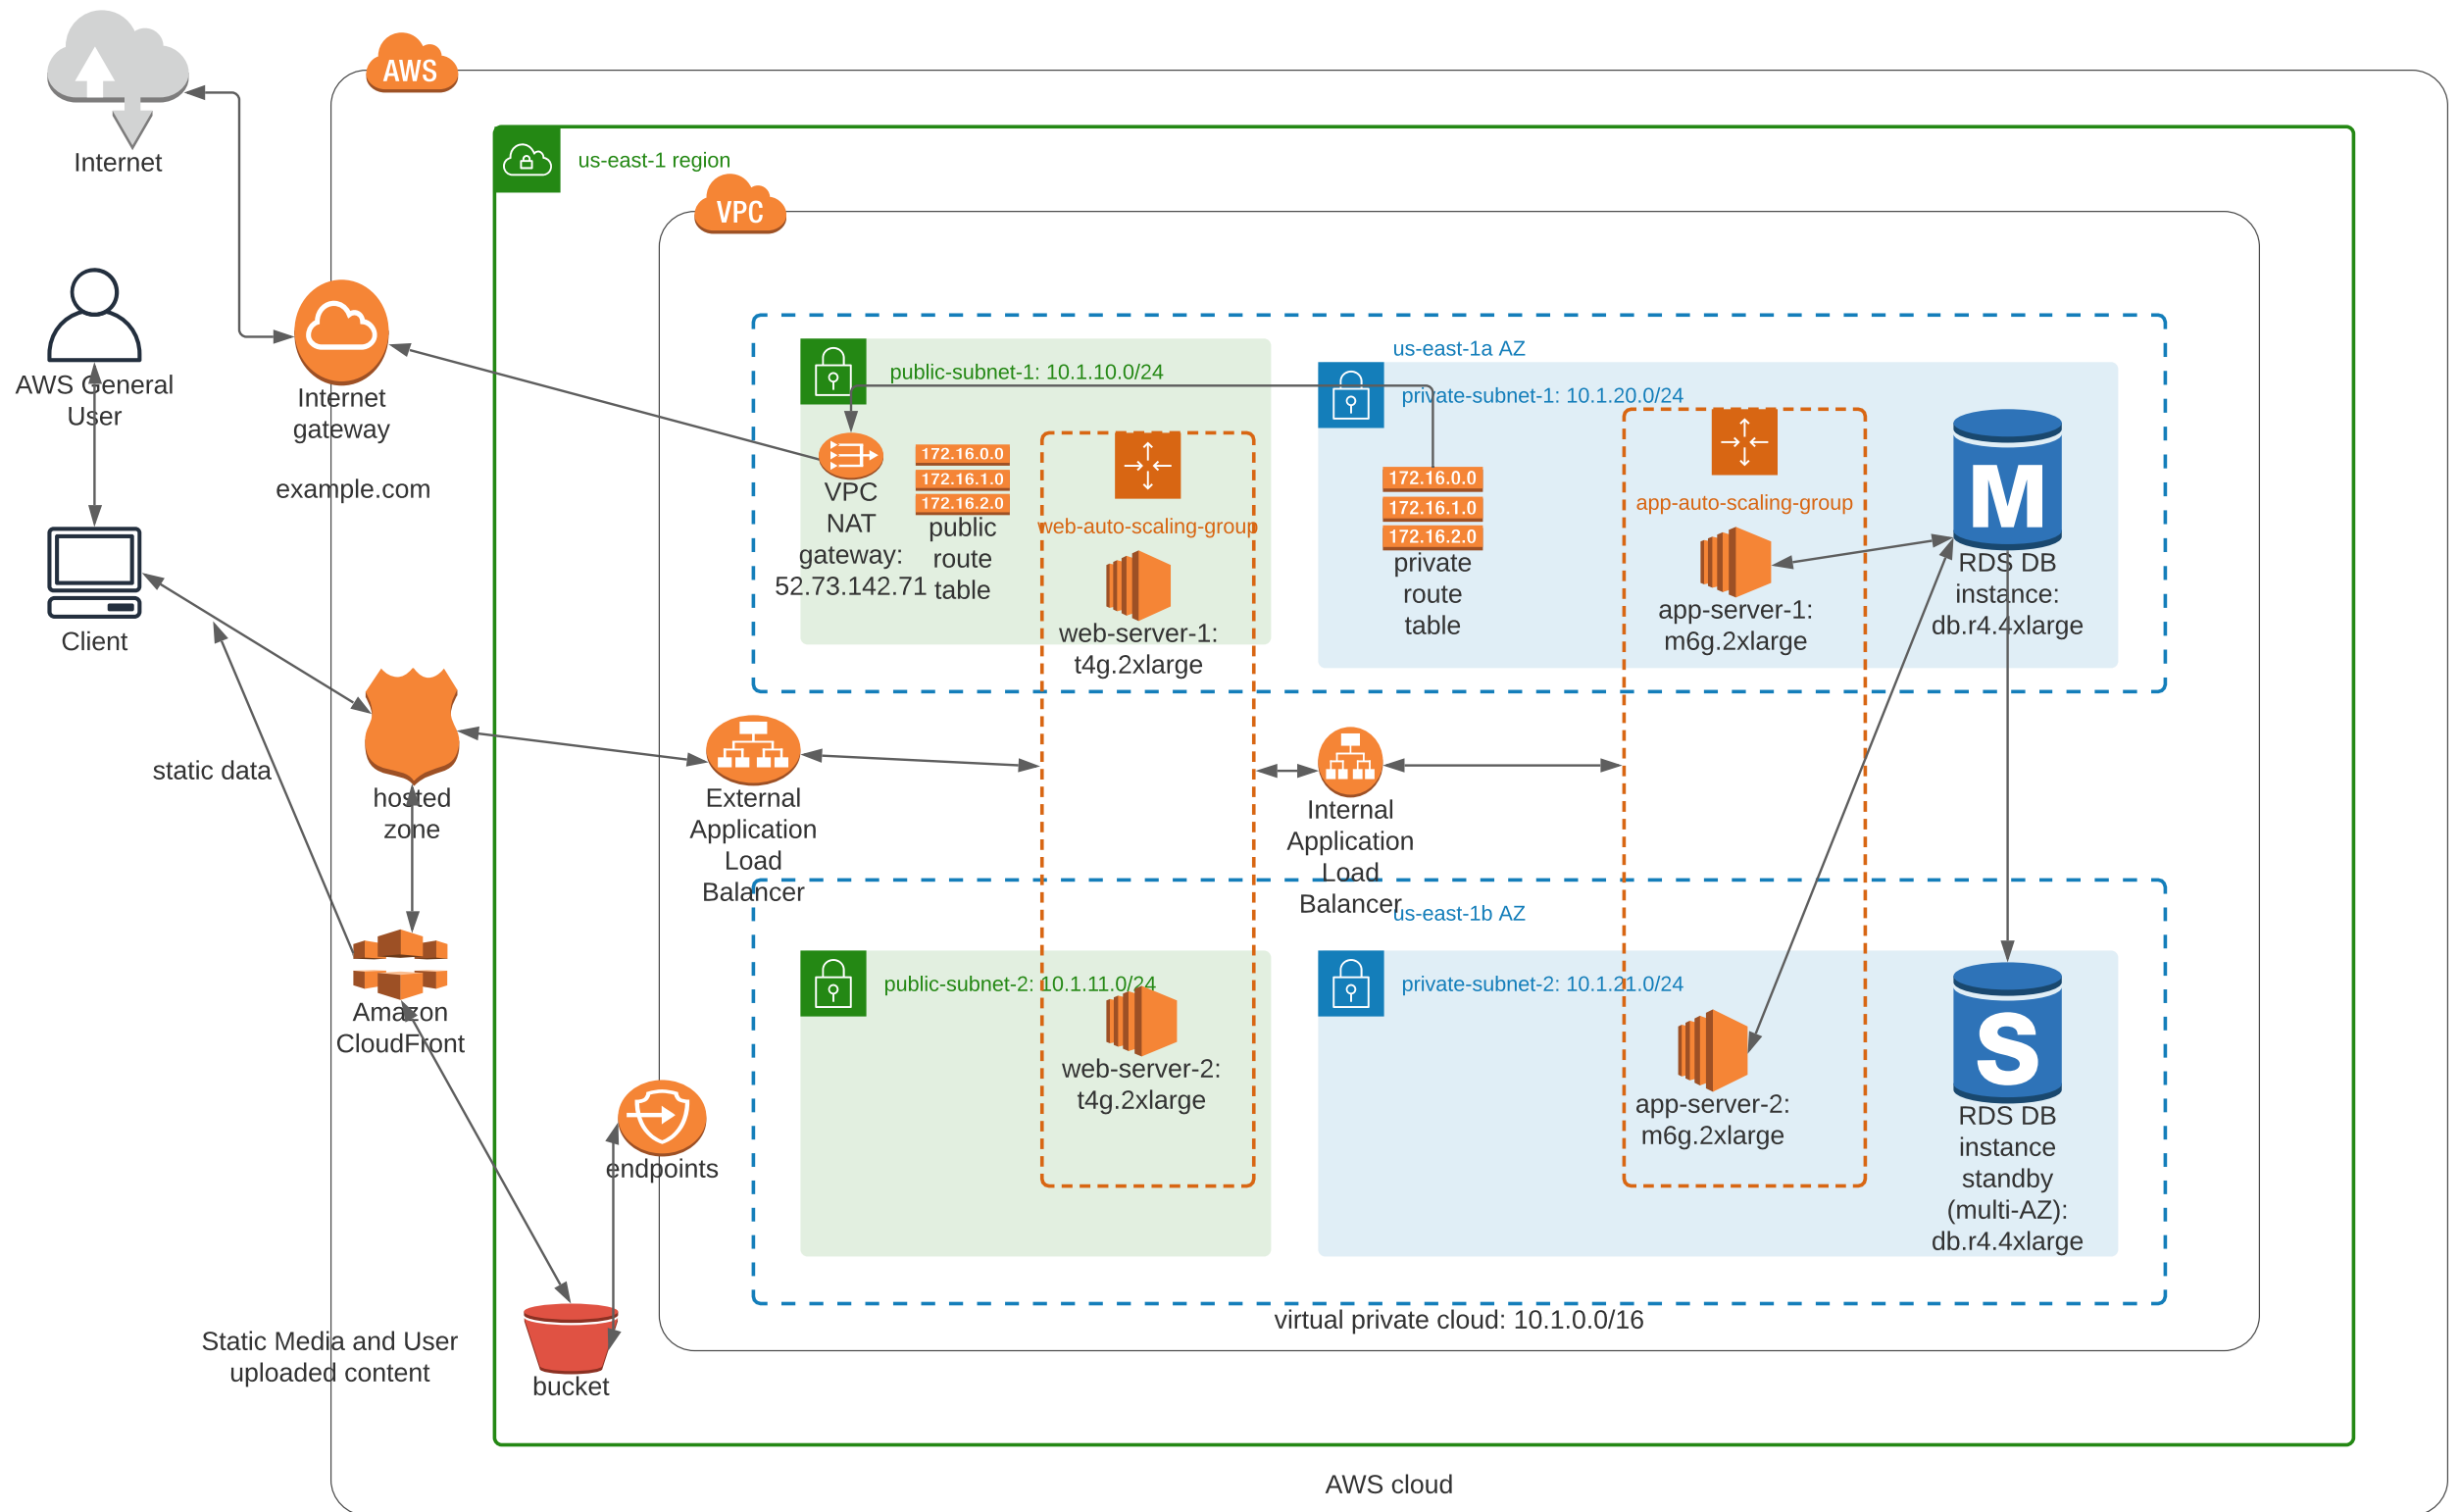 AWS
Internet
us-east-1 region
VPC
AWS General
User
Internet
gateway
example.com
us-east-1a AZ
public-subnet-1: 10.1.10.0/24
private-subnet-1: 10.1.20.0/24
172.16.0.0
172.16.1.0
172.16.2.0
VPC
NAT
gateway:
52.73.142.71
public
route
table
web-auto-scaling-group
web-server-1:
t4g.2xlarge
172.16.0.0
172.16.1.0
172.16.2.0
private
route
table
app-auto-scaling-group
app-server-1:
m6g.2xlarge
M
RDS DB
instance:
db.r4.4xlarge
Client
static data
hosted
zone
External
Application
Load
Balancer
Internal
Application
Load
Balancer
us-east-1b AZ
public-subnet-2: 10.1.11.0/24
private-subnet-2: 10.1.21.0/24
Amazon
CloudFront
web-server-2:
t4g.2xlarge
app-server-2:
m6g.2xlarge
S
RDS DB
instance
standby
(multi-AZ):
db.r4.4xlarge
endpoints
virtual private cloud: 10.1.0.0/16
Static Media and User
uploaded content
bucket
AWS cloud